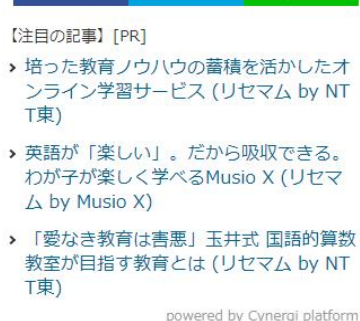 【注目の記事】[PR]
培った教育ノウハウの蓄積を活かしたオ
ンライン学習サービス (リセマム by NT
T東)
英語が「楽しい」。だから吸収できる。
わが子が楽しく学べるMusio X (リセマ
ム by Musio X)
「愛なき教育は害悪」玉井式 国語的算数
教室が目指す教育とは (リセマム by NT
T東)
powered by Cynergi platform